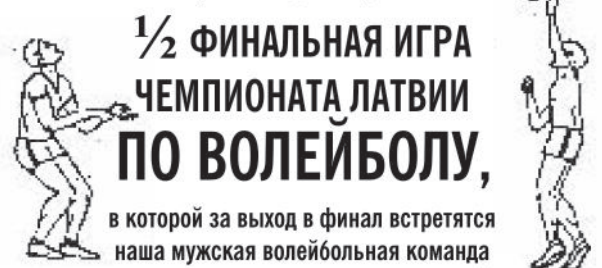 ½ ФИНАЛЬНАЯ ИГРА
ЧЕМПИОНАТА ЛАТВИИ
ПО ВОЛЕЙБОЛУ,
в которой за выход в финал встретятся
наша мужская волейбольная команда